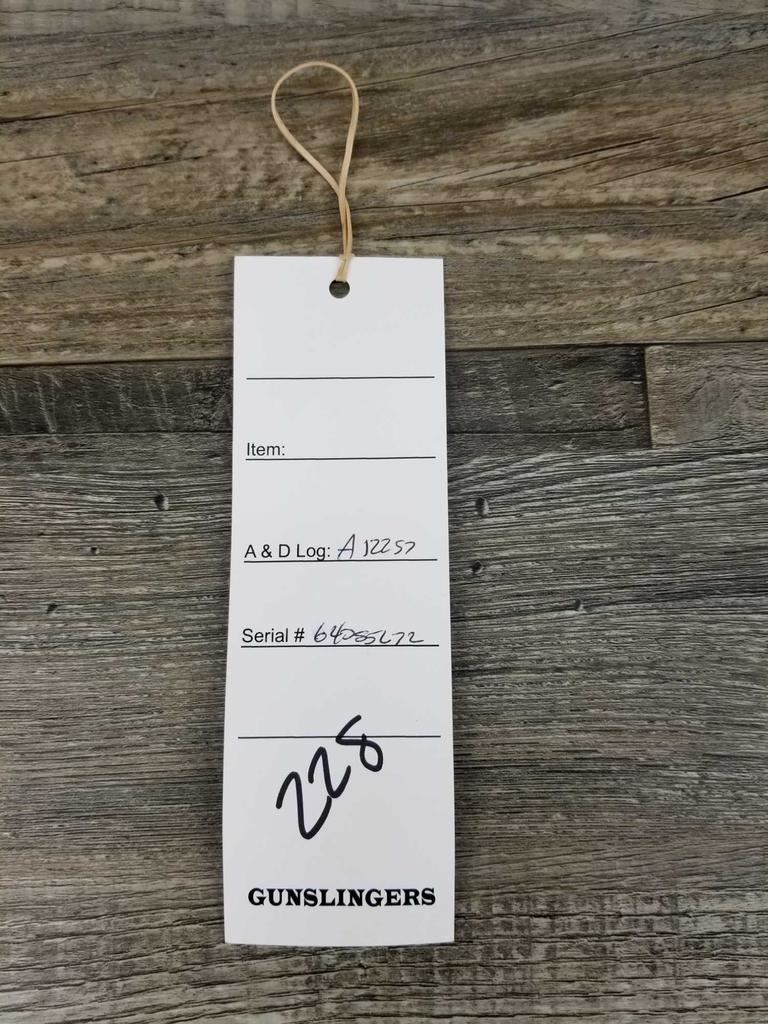 Item:
A & D Log: A 12257
Serial #
228
GUNSLINGERS